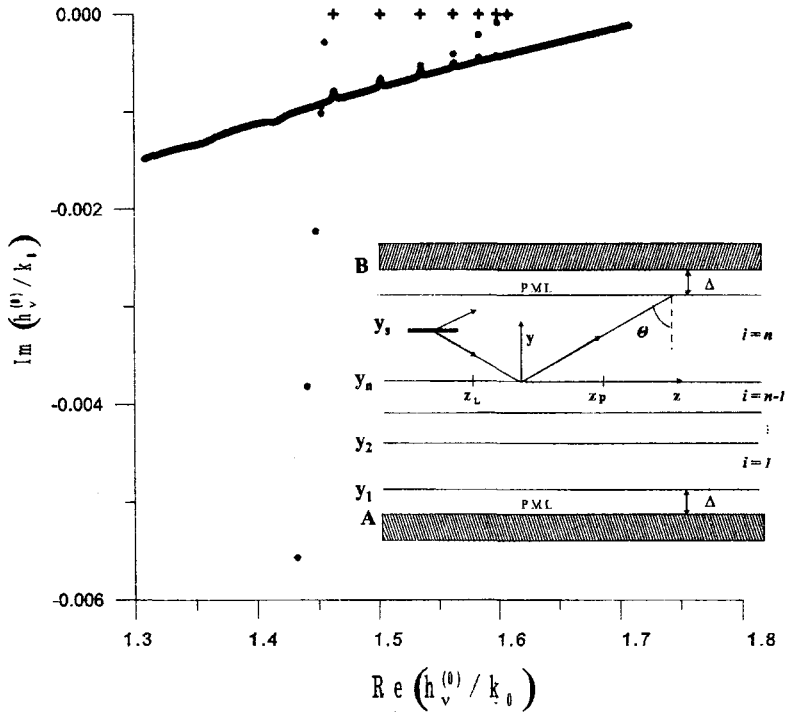 0.000
-0.002
-0.004
-0.006
Im (h_ν^(0)/k_0)
1.3
1.4
1.5
1.6
1.7
1.8
Re (h_ν^(0)/k_0)
B
PML
Δ
y_s
y
Θ
i=n
y_n
z_L
z_p
z
i=n-1
y_2
i=1
y_1
PML
Δ
A